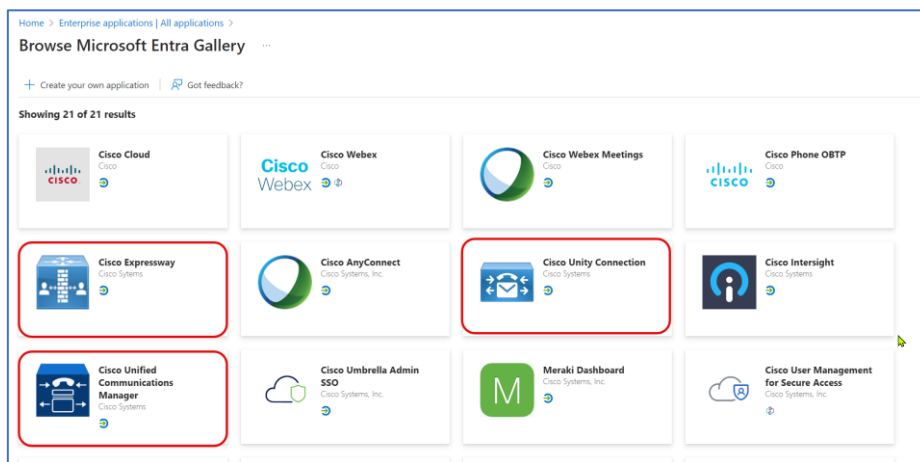 Home > Enterprise applications | All applications >
Browse Microsoft Entra Gallery ...
+ Create your own application | Got feedback?
Showing 21 of 21 results
CISCO
Cisco Cloud
Cisco
Cisco Webex
Cisco Webex
Cisco
Cisco Webex Meetings
Cisco
CISCO
Cisco Phone OBTP
Cisco
Cisco Expressway
Cisco Sytems
Cisco AnyConnect
Cisco Systems, Inc.
Cisco Unity Connection
Cisco Systems
Cisco Intersight
Cisco Systems
Cisco Unified
Communications
Manager
Cisco Systems
Cisco Umbrella Admin
SSO
Cisco Systems, Inc.
M
Meraki Dashboard
Cisco Systems, Inc.
Cisco User Management
for Secure Access
Cisco Systems, Inc.